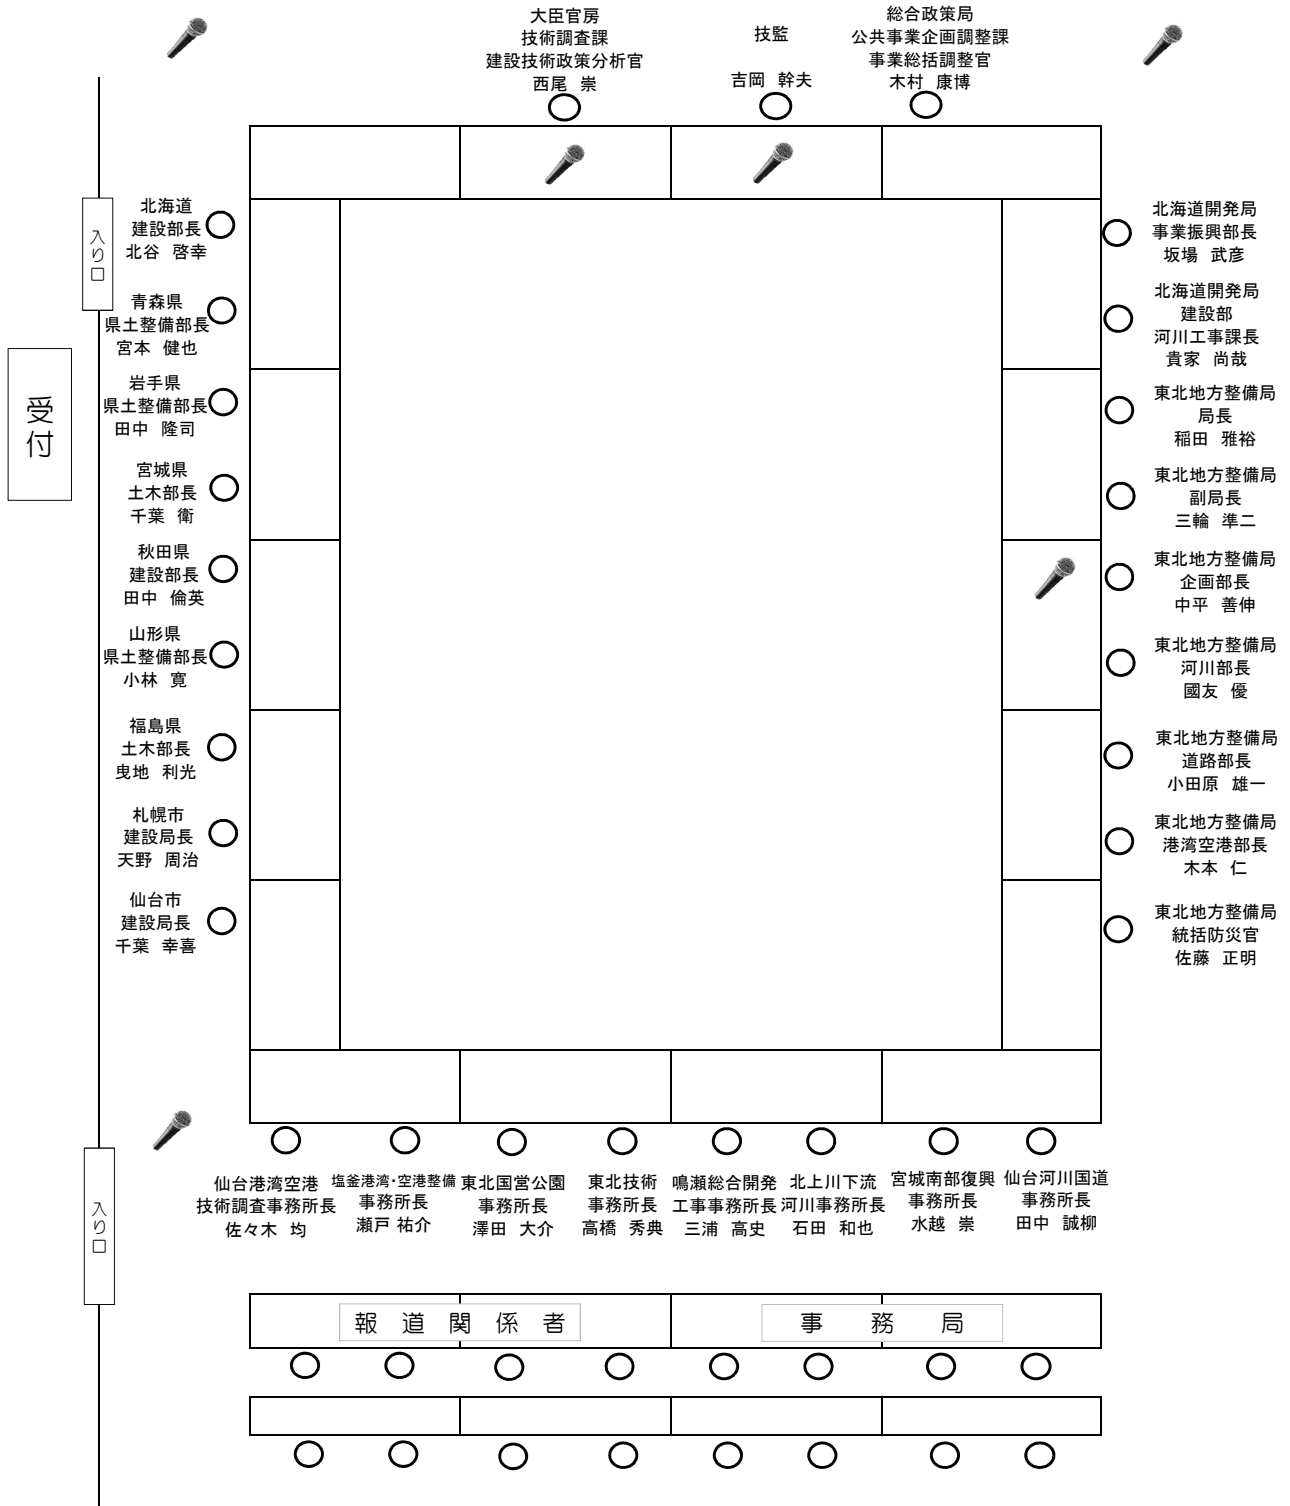 大臣官房
技術調査課
建設技術政策分析官
西尾 崇
技監
吉岡 幹夫
総合政策局
公共事業企画調整課
事業総括調整官
木村 康博
入り口
受付
北海道
建設部長
北谷 啓幸
青森県
県土整備部長
宮本 健也
岩手県
県土整備部長
田中 隆司
宮城県
土木部長
千葉 衛
秋田県
建設部長
田中 倫英
山形県
県土整備部長
小林 寛
福島県
土木部長
曳地 利光
札幌市
建設局長
天野 周治
仙台市
建設局長
千葉 幸喜
北海道開発局
事業振興部長
坂場 武彦
北海道開発局
建設部
河川工事課長
貴家 尚哉
東北地方整備局
局長
稲田 雅裕
東北地方整備局
副局長
三輪 準二
東北地方整備局
企画部長
中平 善伸
東北地方整備局
河川部長
國友 優
東北地方整備局
道路部長
小田原 雄一
東北地方整備局
港湾空港部長
木本 仁
東北地方整備局
統括防災官
佐藤 正明
入り口
仙台港湾空港
技術調査事務所長
佐々木 均
塩釜港湾・空港整備
事務所長
瀬戸 祐介
東北国営公園
事務所長
澤田 大介
東北技術
事務所長
高橋 秀典
鳴瀬総合開発
工事事務所長
三浦 高史
北上川下流
河川事務所長
石田 和也
宮城南部復興
事務所長
水越 崇
仙台河川国道
事務所長
田中 誠柳
報道関係者
事務局